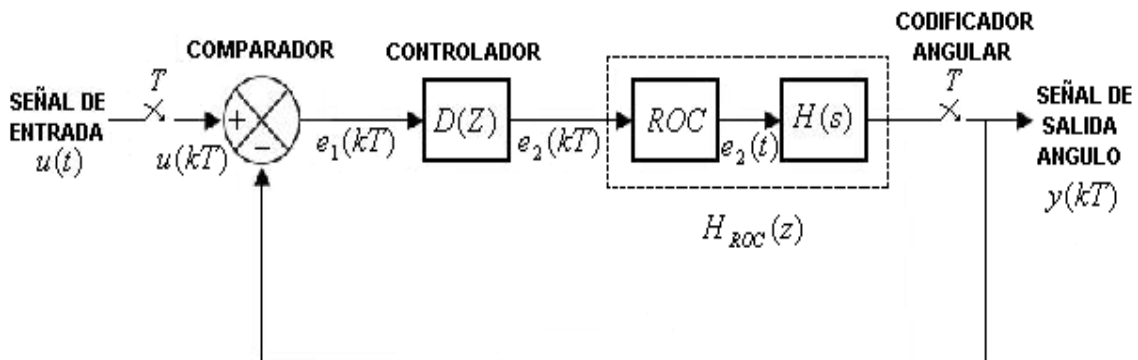 SEÑAL DE
ENTRADA
u(t)
T
u(kT)
COMPARADOR
+
-
e₁(kT)
CONTROLADOR
D(Z)
e₂(kT)
ROC
e₂(t)
H(s)
H_ROC(z)
CODIFICADOR
ANGULAR
T
SEÑAL DE
SALIDA
ANGULO
y(kT)